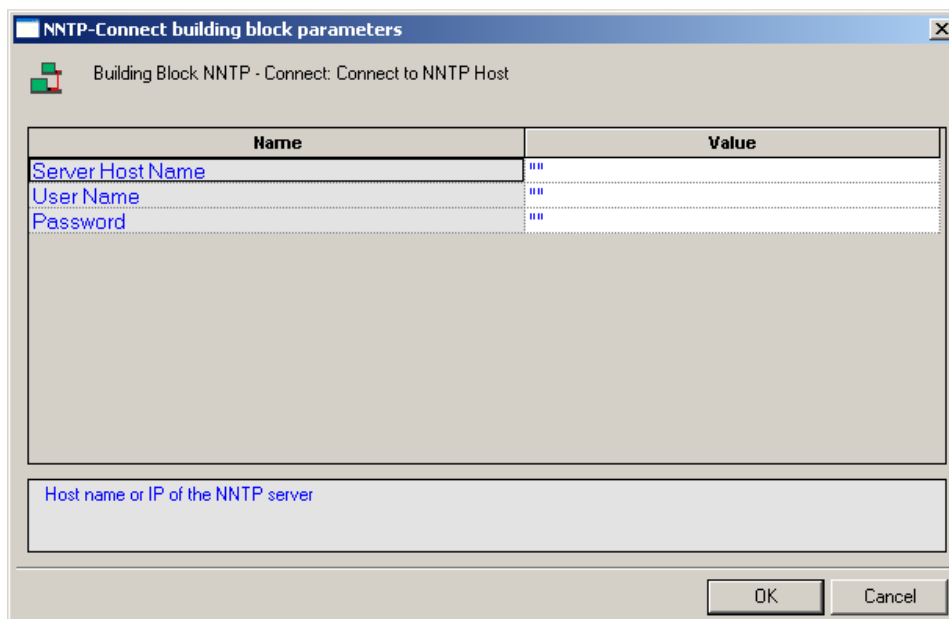 NNTP-Connect building block parameters
Building Block NNTP - Connect: Connect to NNTP Host
Name Value
Server Host Name ""
User Name ""
Password ""
Host name or IP of the NNTP server
OK Cancel